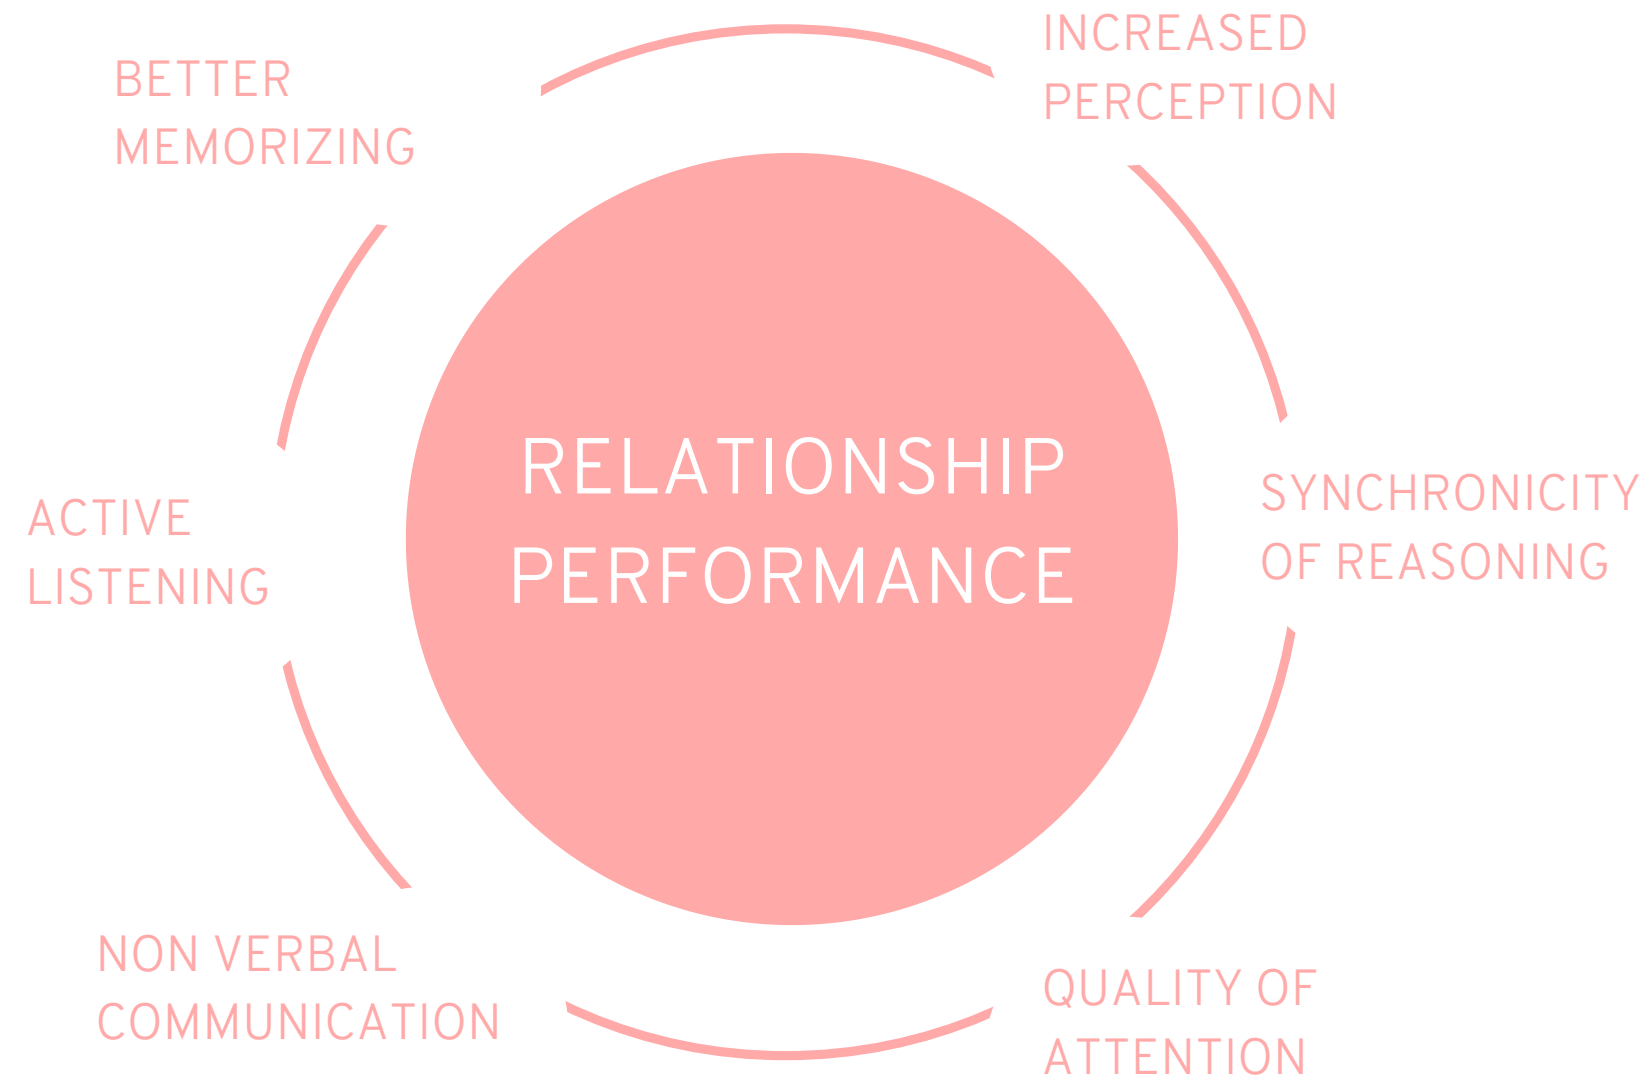 INCREASED
PERCEPTION
BETTER
MEMORIZING
RELATIONSHIP
PERFORMANCE
SYNCHRONICITY
OF REASONING
ACTIVE
LISTENING
NON VERBAL
COMMUNICATION
QUALITY OF
ATTENTION